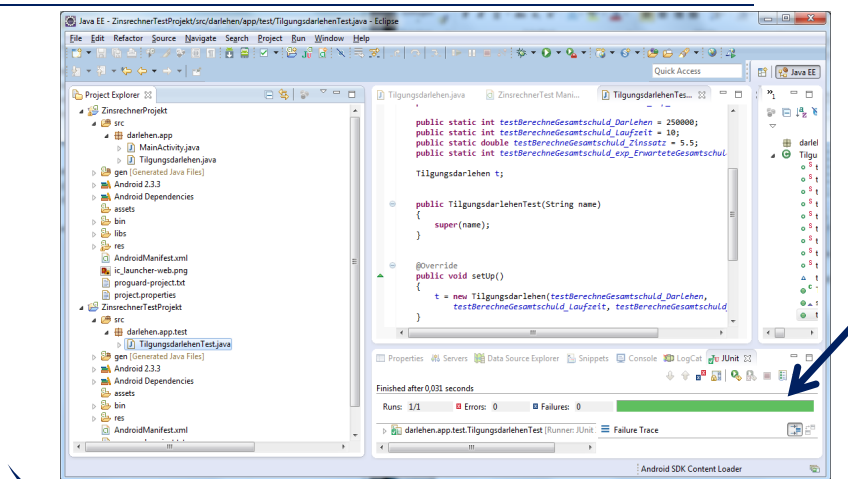 Java EE - ZinsrechnerTestProjekt/src/darlehen/app/test/TilgungsdarlehenTest.java - Eclipse
File Edit Refactor Source Navigate Search Project Run Window Help
Quick Access
Java EE
Project Explorer
ZinsrechnerProjekt
src
darlehen.app
MainActivity.java
Tilgungsdarlehen.java
gen [Generated Java Files]
Android 2.3.3
Android Dependencies
assets
bin
libs
res
AndroidManifest.xml
ic_launcher-web.png
proguard-project.txt
project.properties
ZinsrechnerTestProjekt
src
darlehen.app.test
TilgungsdarlehenTest.java
gen [Generated Java Files]
Android 2.3.3
Android Dependencies
assets
bin
res
AndroidManifest.xml
Tilgungsdarlehen.java ZinsrechnerTest Mani... TilgungsdarlehenTes...
public static int testBerechneGesamtschuld_Darlehen = 250000;
public static int testBerechneGesamtschuld_Laufzeit = 10;
public static double testBerechneGesamtschuld_Zinssatz = 5.5;
public static int testBerechneGesamtschuld_exp_ErwarteteGesamtschul
Tilgungsdarlehen t;
public TilgungsdarlehenTest(String name)
{
super(name);
}
@Override
public void setUp()
{
t = new Tilgungsdarlehen(testBerechneGesamtschuld_Darlehen,
testBerechneGesamtschuld_Laufzeit, testBerechneGesamtschuld_
}
darlel
Tilgu
Properties Servers Data Source Explorer Snippets Console LogCat JUnit
Finished after 0,031 seconds
Runs: 1/1 Errors: 0 Failures: 0
darlehen.app.test.TilgungsdarlehenTest [Runner: JUnit Failure Trace
Android SDK Content Loader